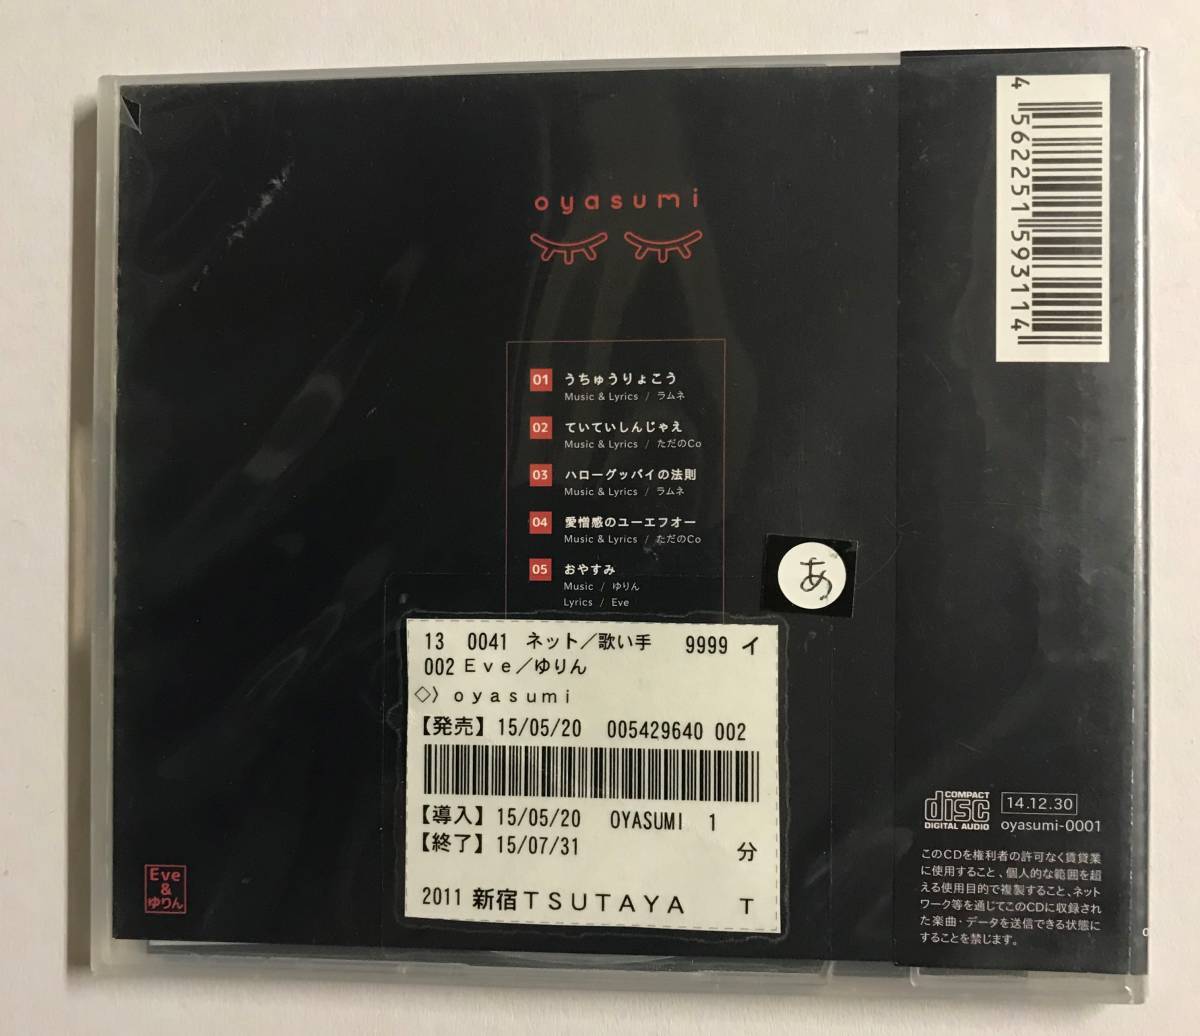 oyasumi
01 うちゅうりょこう
Music & Lyrics / ラムネ
02 ていていしんじゃえ
Music & Lyrics / ただのCo
03 ハローグッバイの法則
Music & Lyrics / ラムネ
04 愛憎感のユーエフオー
Music & Lyrics / ただのCo
05 おやすみ
Music / ゆりん
Lyrics / Eve
あ
13 0041 ネット/歌い手 9999 イ
002 Eve/ゆりん
◇〉oyasumi
【発売】15/05/20 005429640 002
【導入】15/05/20 OYASUMI 1
【終了】15/07/31 分
2011 新宿TSUTAYA T
Eve
&
ゆりん
4 562251 593114
COMPACT
disc
DIGITAL AUDIO
14.12.30
oyasumi-0001
このCDを権利者の許可なく賃貸業
に使用すること、個人的な範囲を超
える使用目的で複製すること、ネット
ワーク等を通じてこのCDに収録され
た楽曲・データを送信できる状態に
することを禁じます。